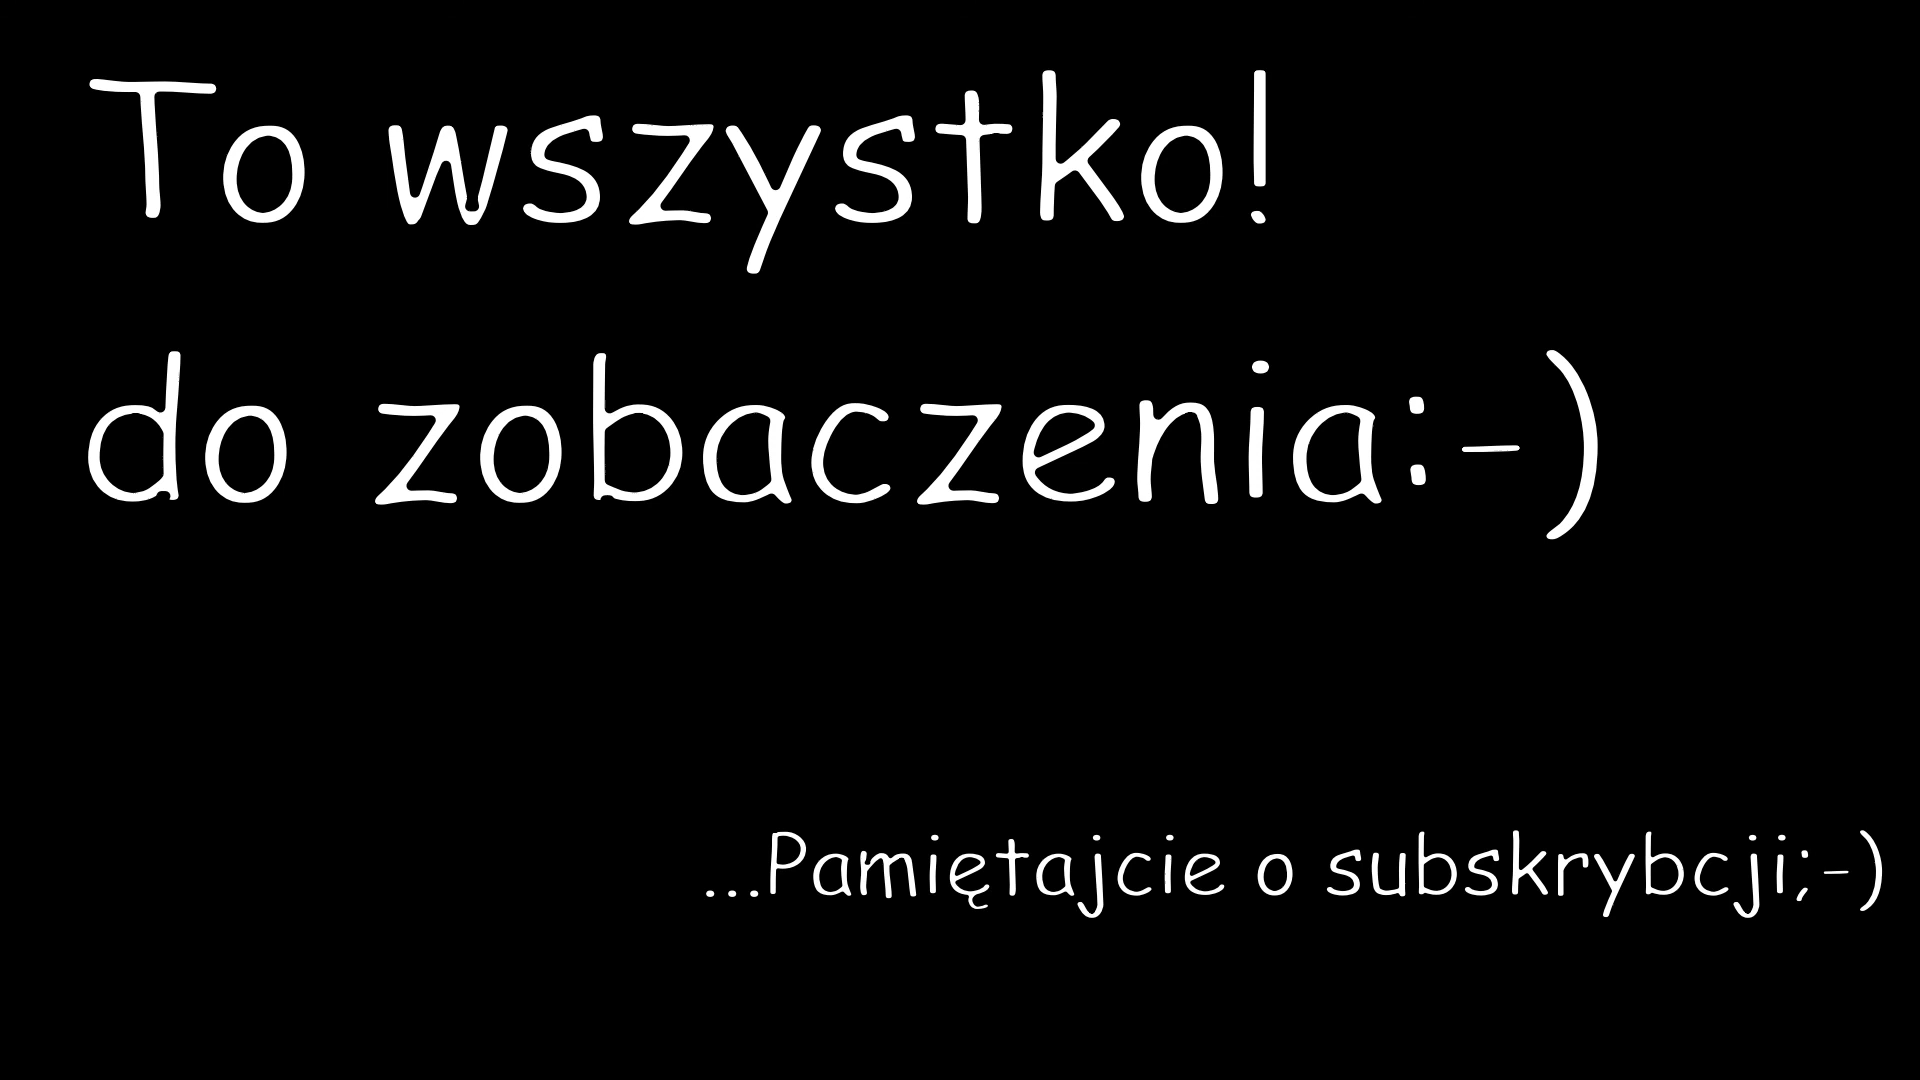 To wszystko!
do zobaczenia:-)
...Pamiętajcie o subskrybcji;-)